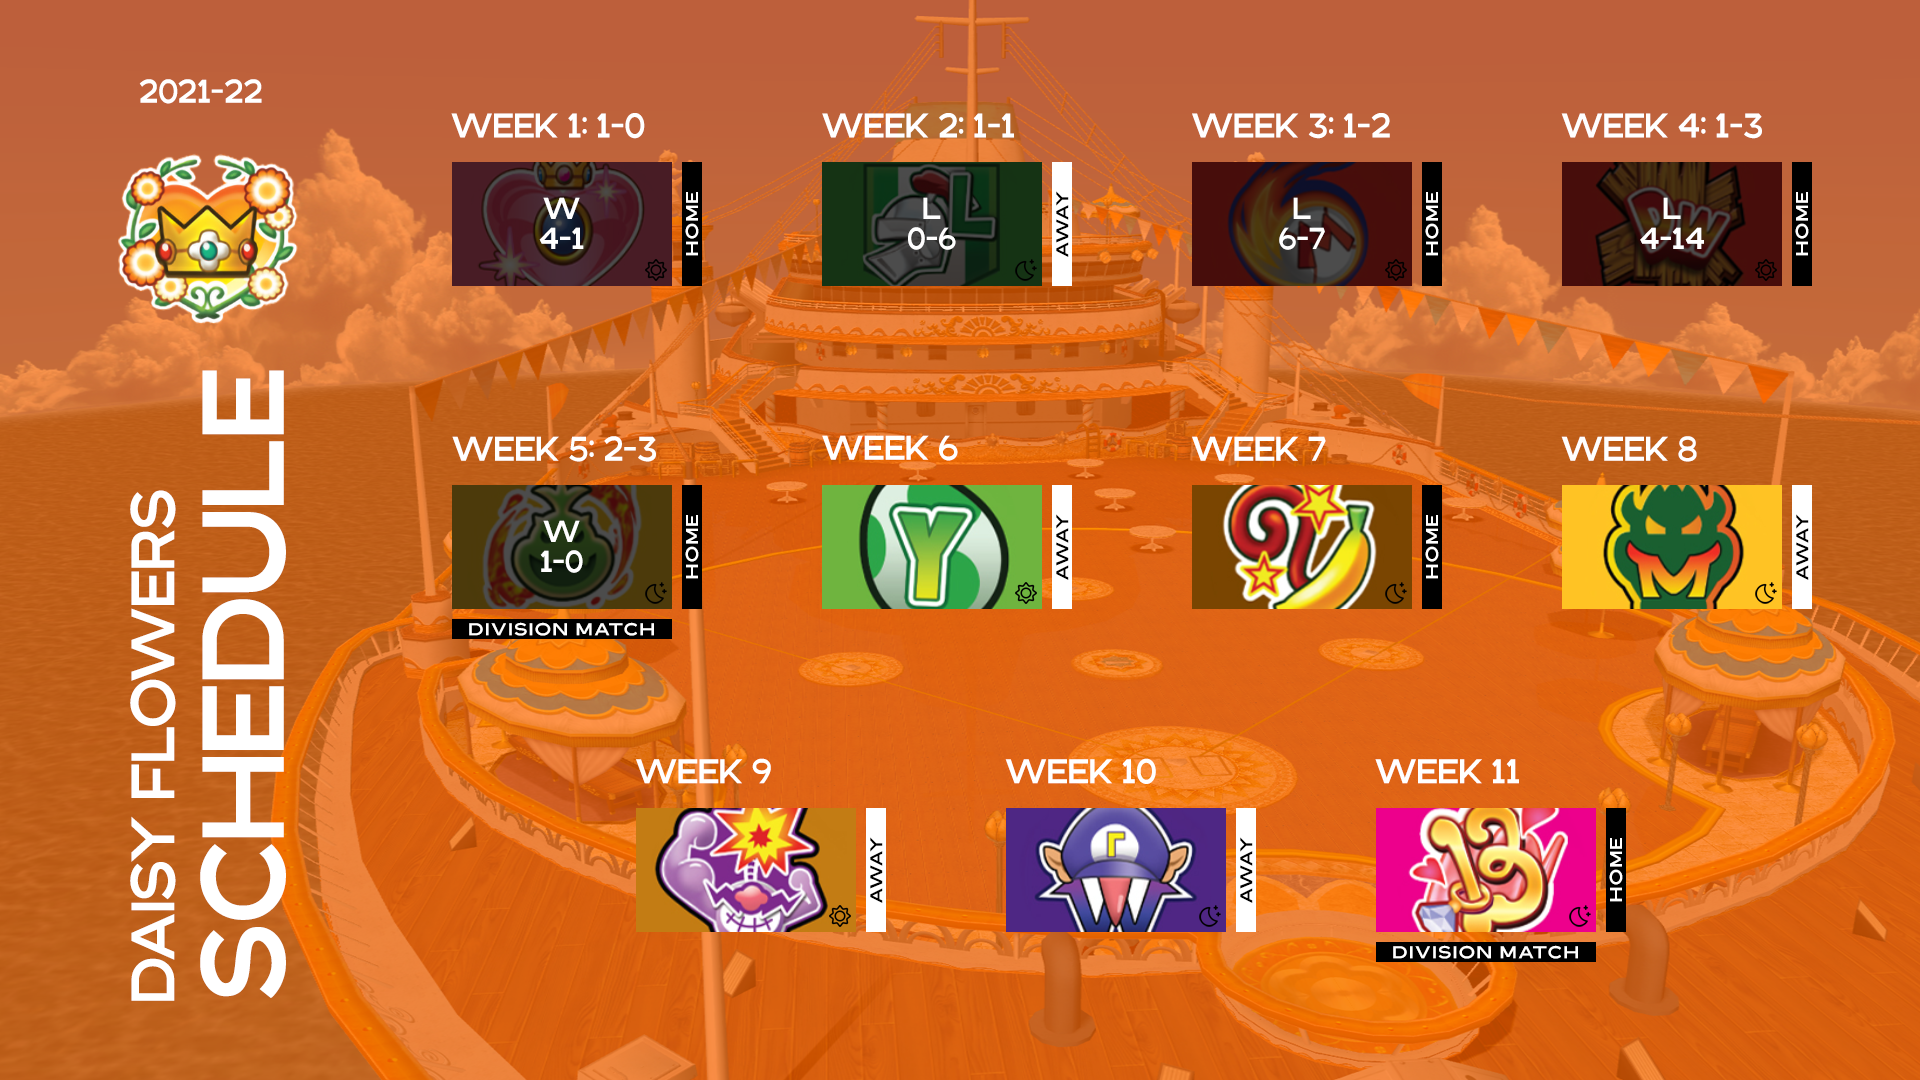 2021-22
DAISY FLOWERS
SCHEDULE
WEEK 1: 1-0
W
4-1
HOME
WEEK 2: 1-1
L
0-6
L
AWAY
WEEK 3: 1-2
L
6-7
HOME
WEEK 4: 1-3
L
4-14
DW
HOME
WEEK 5: 2-3
W
1-0
HOME
DIVISION MATCH
WEEK 6
Y
AWAY
WEEK 7
HOME
WEEK 8
M
AWAY
WEEK 9
AWAY
WEEK 10
Γ
W
AWAY
WEEK 11
13
HOME
DIVISION MATCH